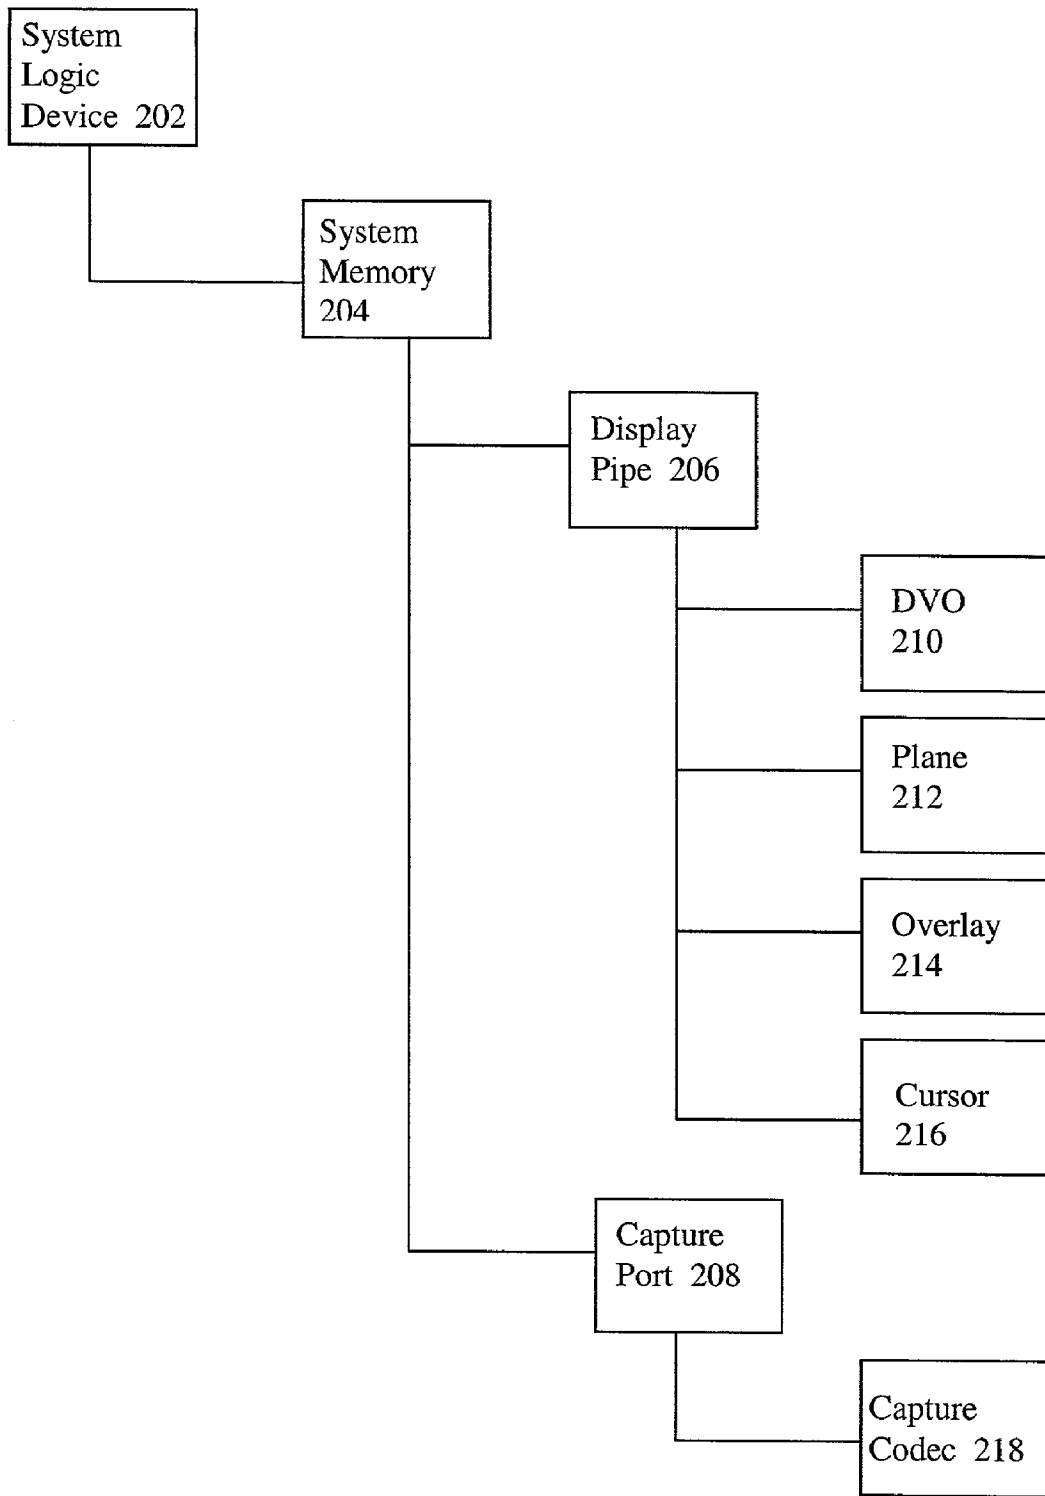 System
Logic
Device 202
System
Memory
204
Display
Pipe 206
DVO
210
Plane
212
Overlay
214
Cursor
216
Capture
Port 208
Capture
Codec 218